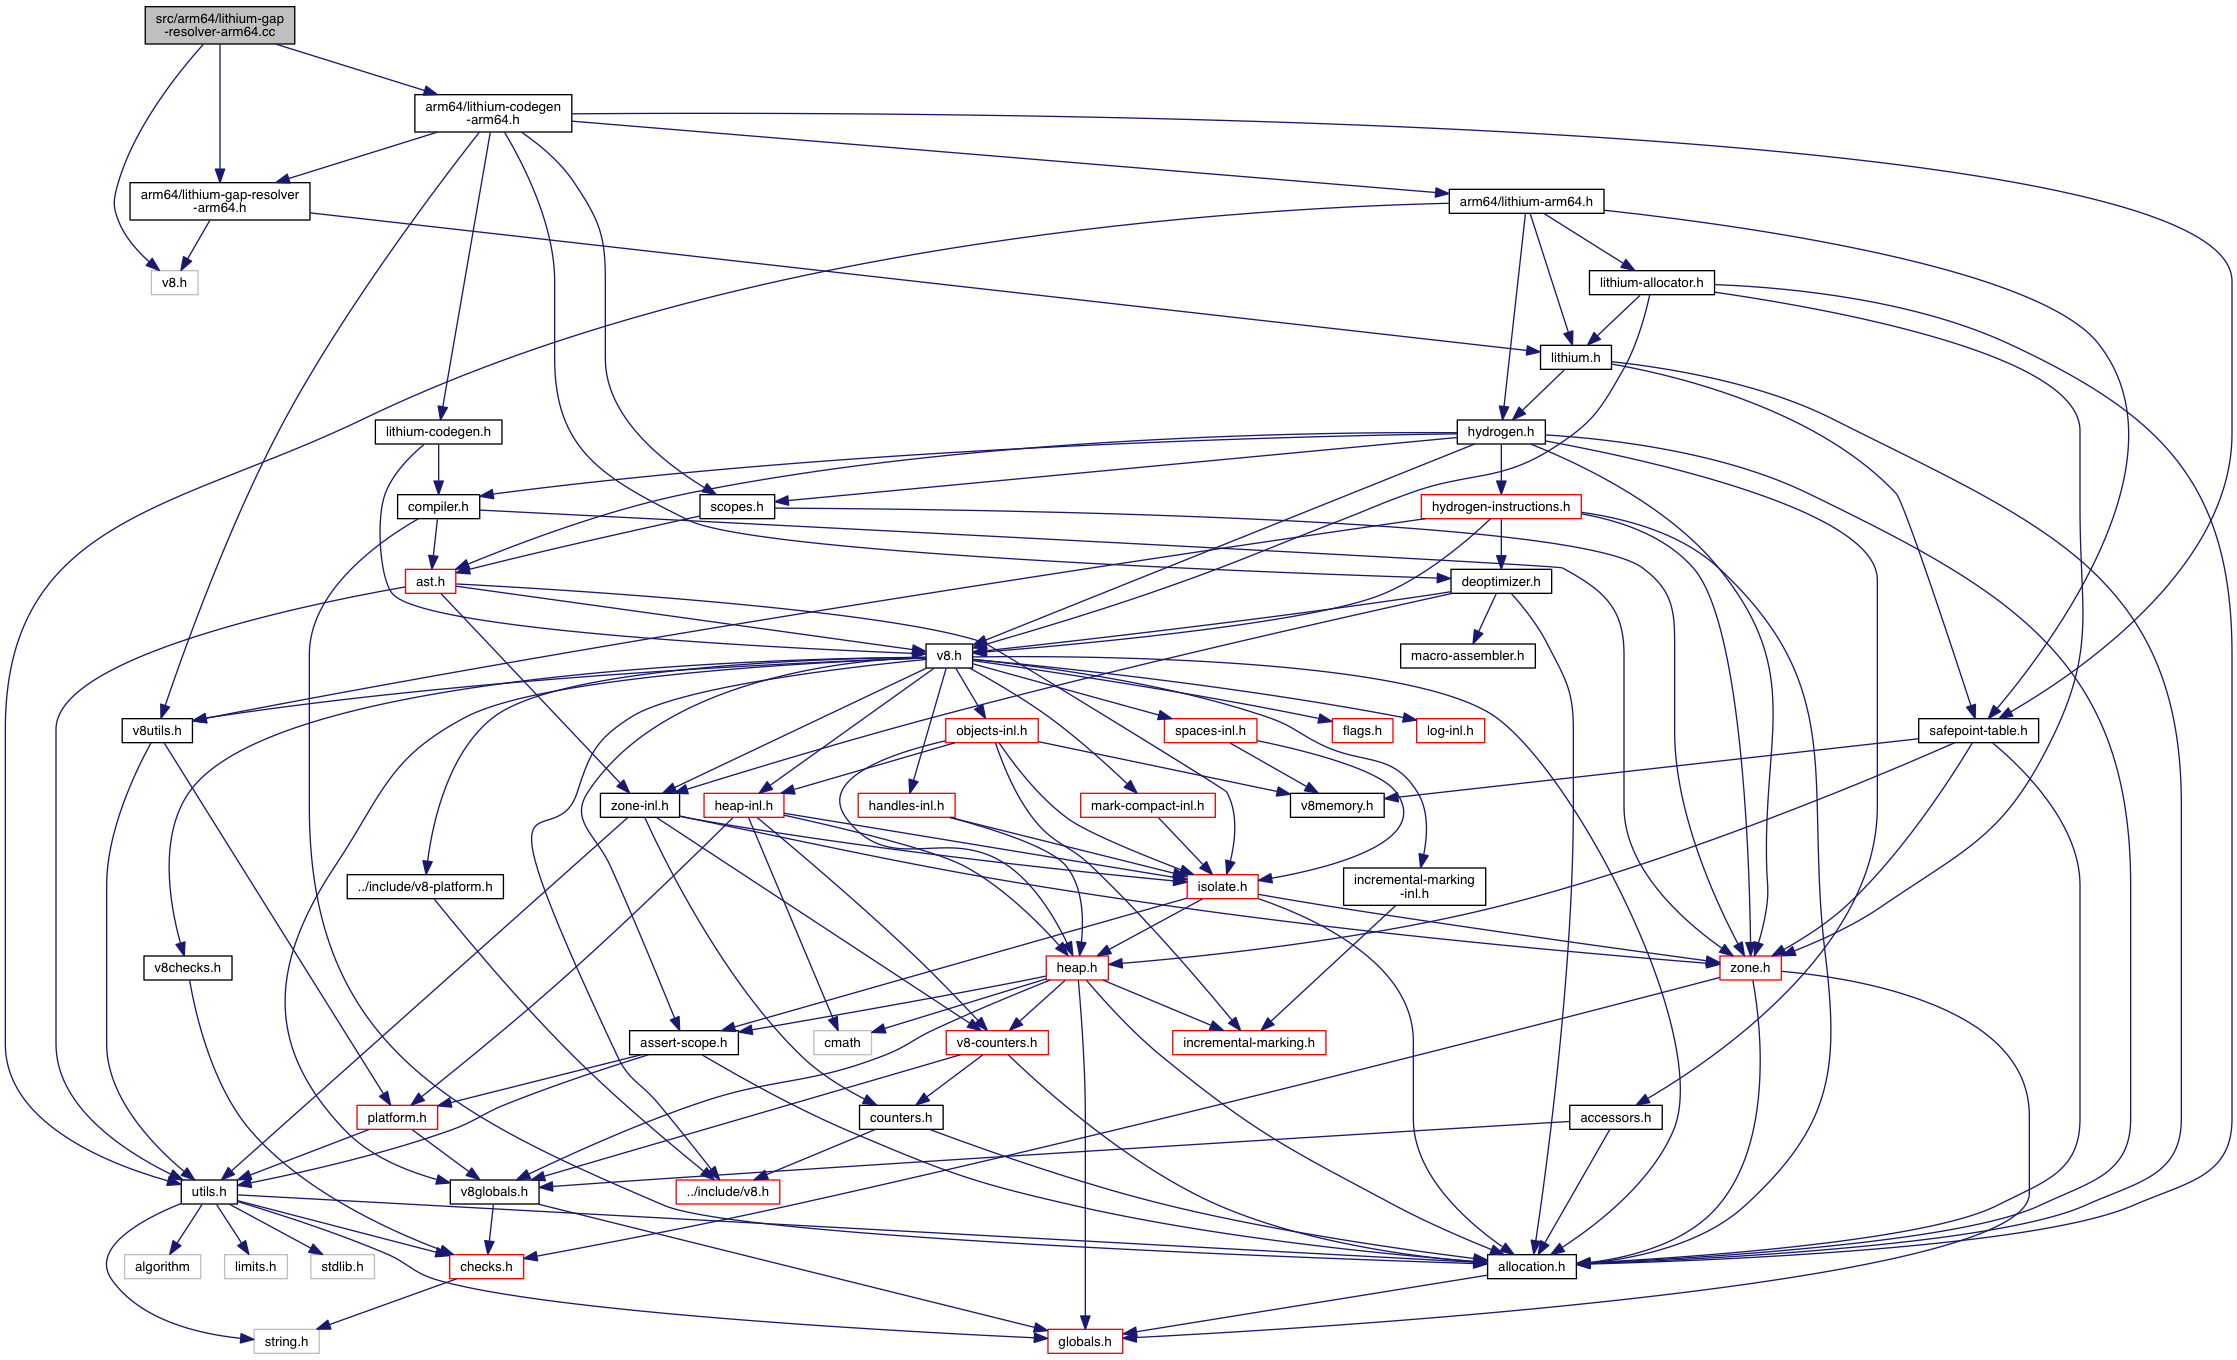 src/arm64/lithium-gap
-resolver-arm64.cc
arm64/lithium-codegen
-arm64.h
arm64/lithium-gap-resolver
-arm64.h
arm64/lithium-arm64.h
v8.h
lithium-allocator.h
lithium.h
lithium-codegen.h
hydrogen.h
compiler.h
scopes.h
hydrogen-instructions.h
ast.h
deoptimizer.h
v8.h
macro-assembler.h
v8utils.h
objects-inl.h
spaces-inl.h
flags.h
log-inl.h
safepoint-table.h
zone-inl.h
heap-inl.h
handles-inl.h
mark-compact-inl.h
v8memory.h
../include/v8-platform.h
isolate.h
incremental-marking
-inl.h
v8checks.h
heap.h
zone.h
assert-scope.h
cmath
v8-counters.h
incremental-marking.h
platform.h
counters.h
accessors.h
utils.h
v8globals.h
../include/v8.h
algorithm
limits.h
stdlib.h
checks.h
allocation.h
string.h
globals.h